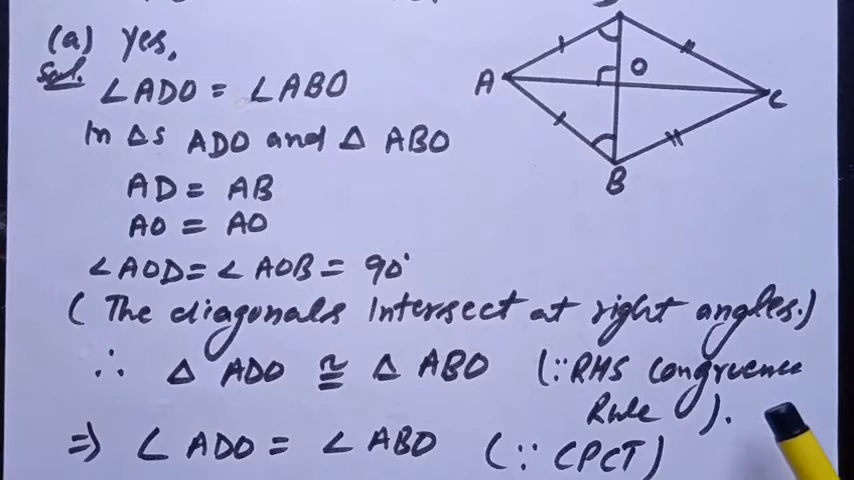 (a) Yes,
Sol.
∠ADO = ∠ABO
In Δs ADO and Δ ABO
AD = AB
AO = AO
∠AOD = ∠AOB = 90°
( The diagonals Intersect at right angles.)
∴ Δ ADO ≅ Δ ABO (∵ RHS Congruence
Rule ).
⇒ ∠ ADO = ∠ ABO (∵ CPCT)
A
O
C
B